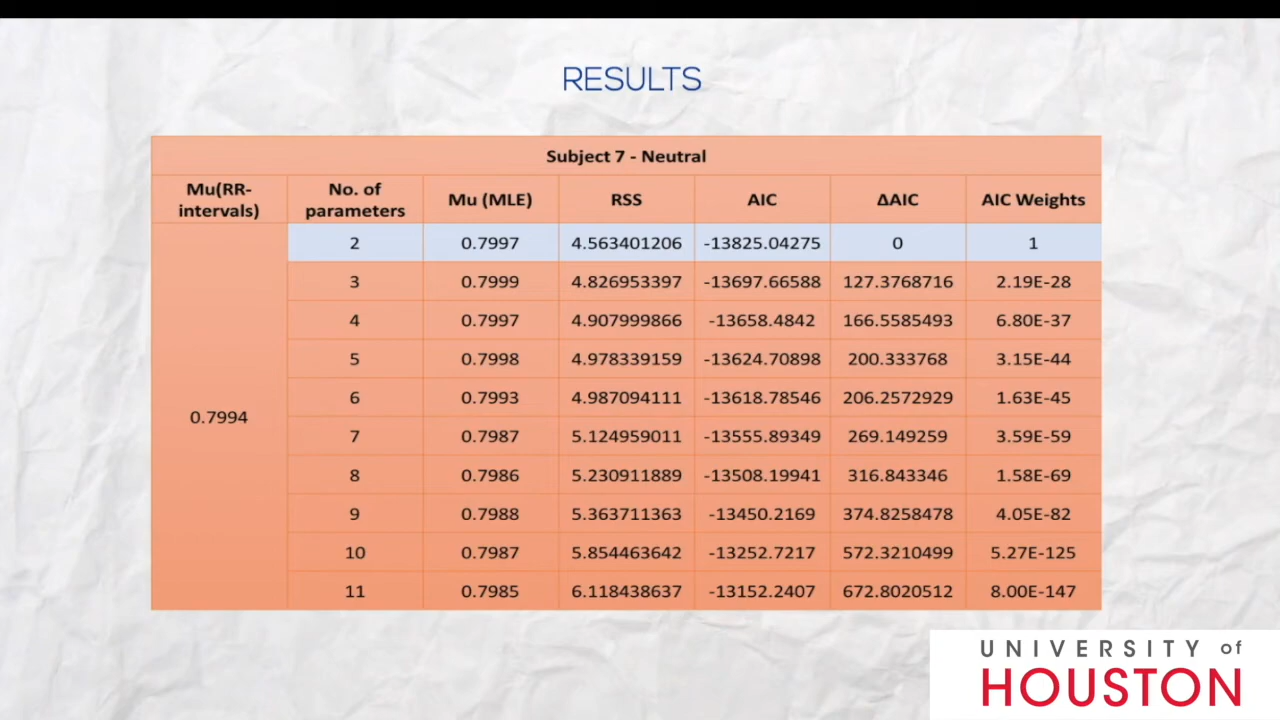 RESULTS
Subject 7 - Neutral
Mu(RR-intervals) No. of parameters Mu (MLE) RSS AIC ΔAIC AIC Weights
2 0.7997 4.563401206 -13825.04275 0 1
3 0.7999 4.826953397 -13697.66588 127.3768716 2.19E-28
4 0.7997 4.907999866 -13658.4842 166.5585493 6.80E-37
5 0.7998 4.978339159 -13624.70898 200.333768 3.15E-44
6 0.7993 4.987094111 -13618.78546 206.2572929 1.63E-45
0.7994
7 0.7987 5.124959011 -13555.89349 269.149259 3.59E-59
8 0.7986 5.230911889 -13508.19941 316.843346 1.58E-69
9 0.7988 5.363711363 -13450.2169 374.8258478 4.05E-82
10 0.7987 5.854463642 -13252.7217 572.3210499 5.27E-125
11 0.7985 6.118438637 -13152.2407 672.8020512 8.00E-147
UNIVERSITY of
HOUSTON